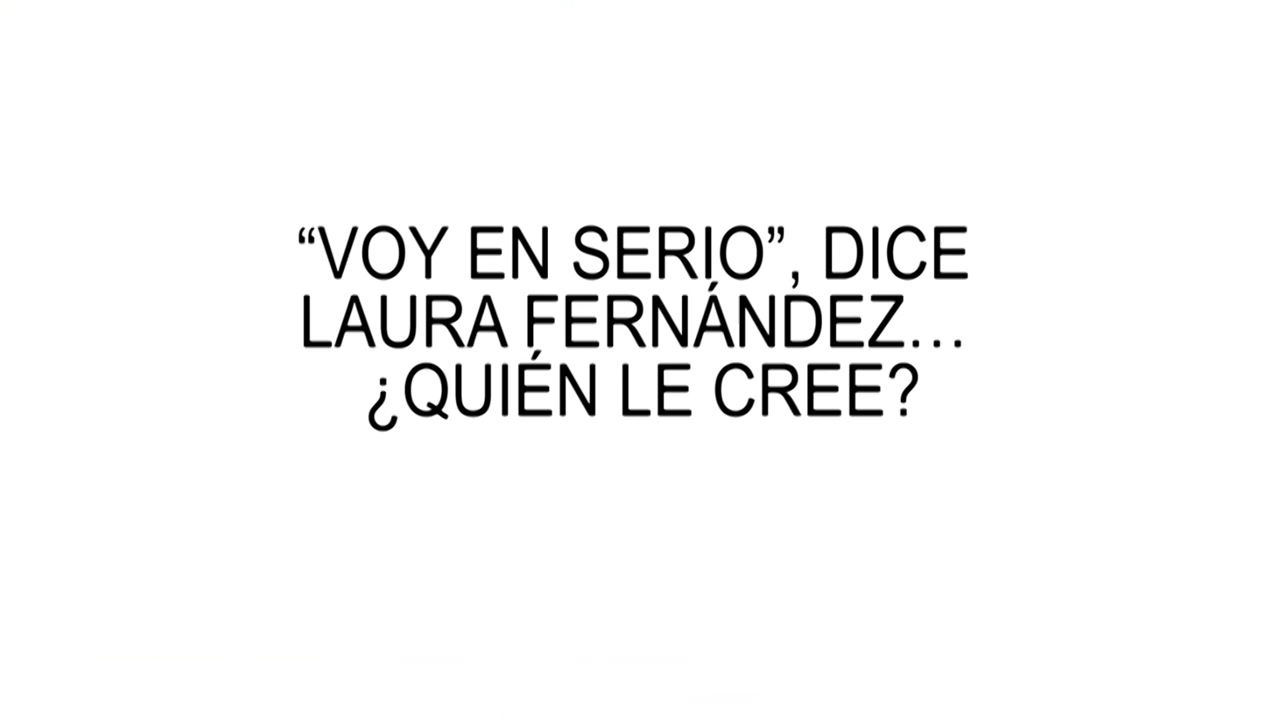 “VOY EN SERIO”, DICE
LAURA FERNÁNDEZ…
¿QUIÉN LE CREE?